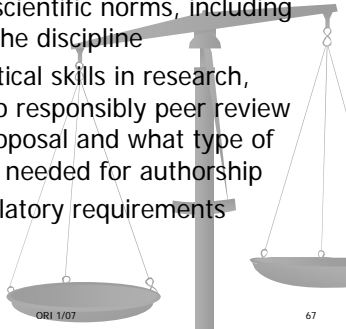 scientific norms, including
he discipline
tical skills in research,
o responsibly peer review
oposal and what type of
needed for authorship
latory requirements
ORI 1/07 67